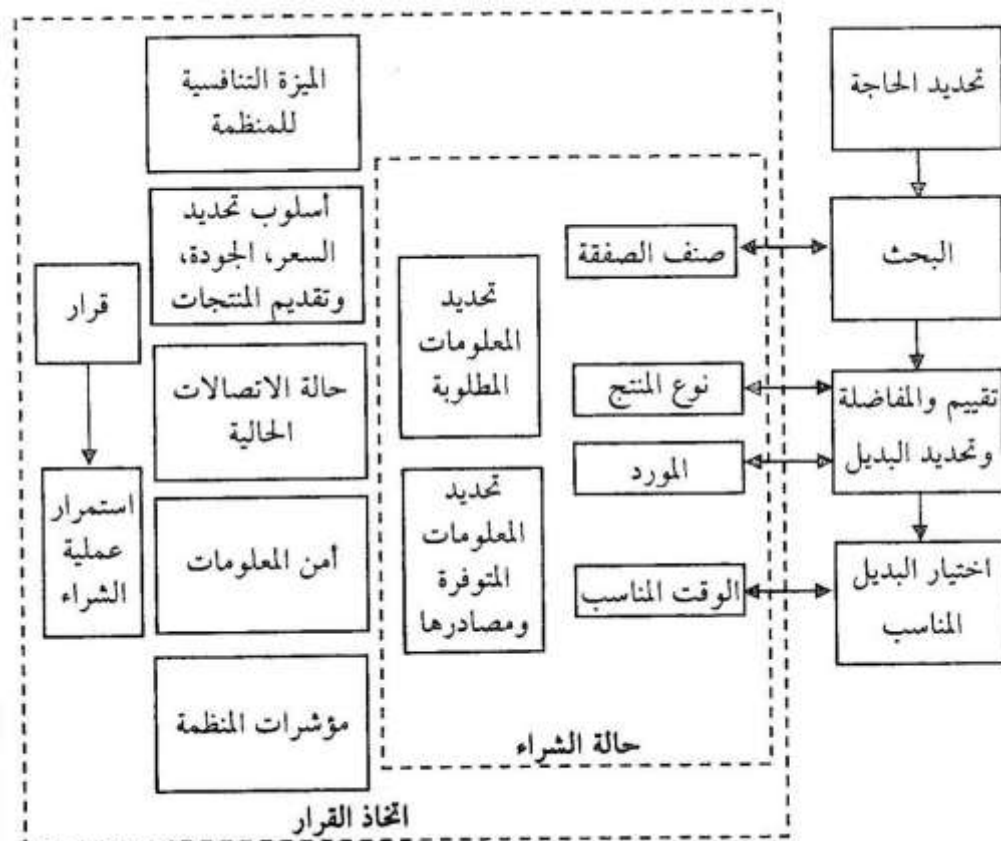 تحديد الحاجة
البحث
تقييم والمفاضلة
وتحديد البديل
اختيار البديل
المناسب
صنف الصفقة
نوع المنتج
المورد
الوقت المناسب
تحديد
المعلومات
المطلوبة
تحديد
المعلومات
المتوفرة
ومصادرها
حالة الشراء
الميزة التنافسية
للمنظمة
أسلوب تحديد
السعر، الجودة،
وتقديم المنتجات
حالة الاتصالات
الحالية
أمن المعلومات
مؤشرات المنظمة
قرار
استمرار
عملية
الشراء
اتخاذ القرار